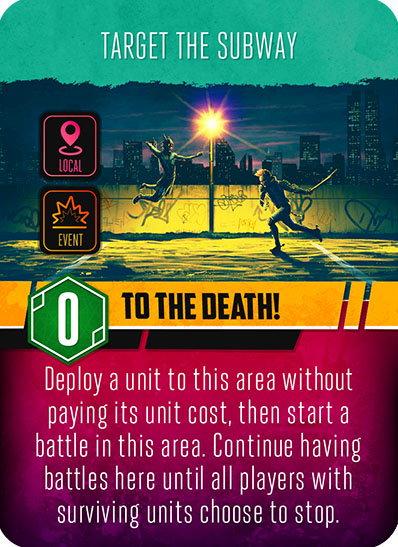 TARGET THE SUBWAY
LOCAL
EVENT
0
TO THE DEATH!
Deploy a unit to this area without
paying its unit cost, then start a
battle in this area. Continue having
battles here until all players with
surviving units choose to stop.